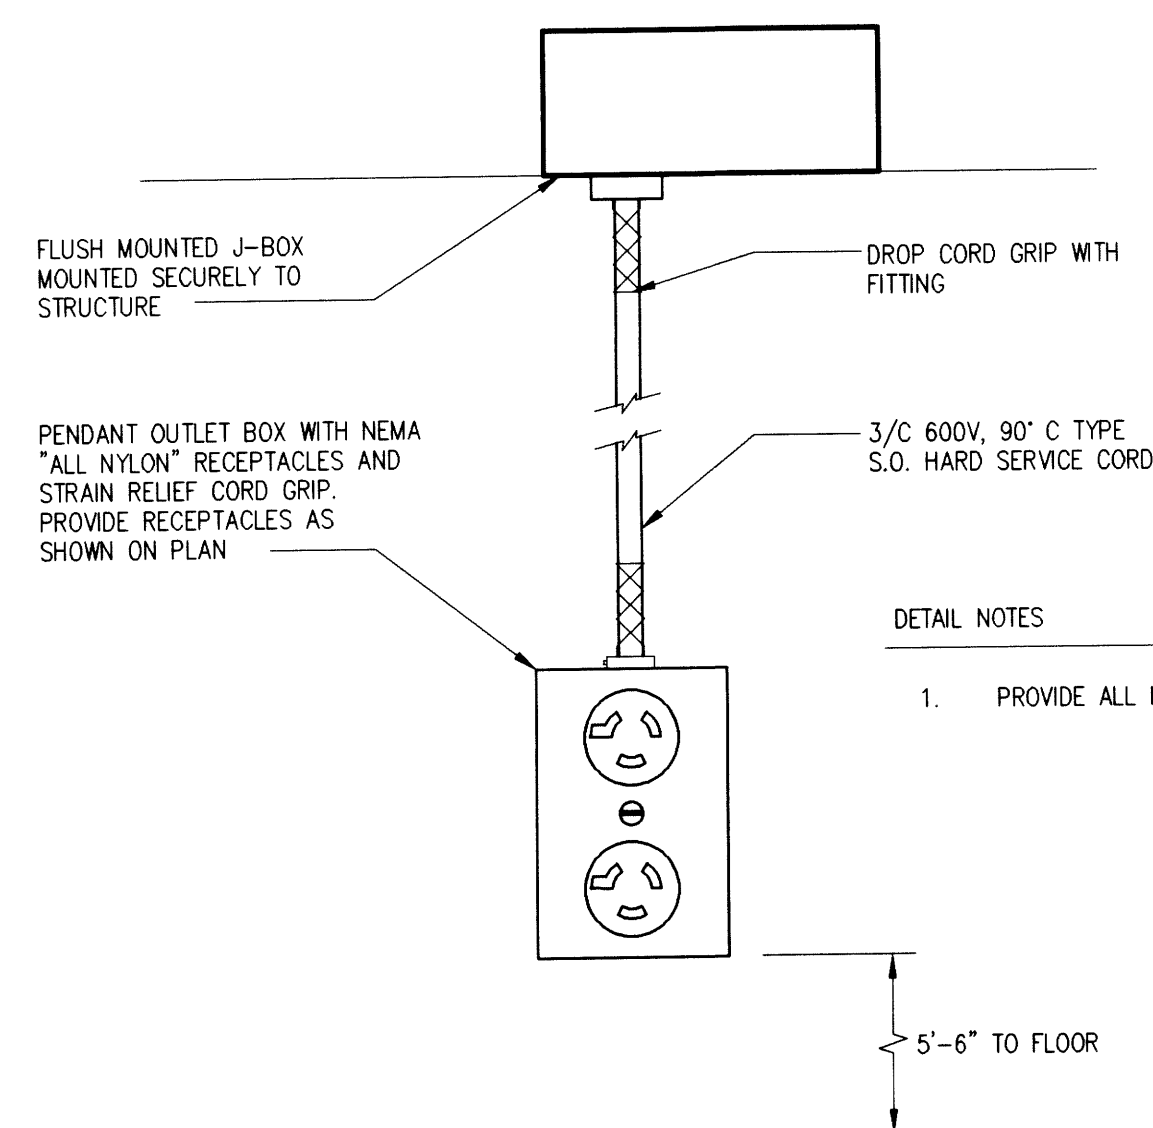 FLUSH MOUNTED J-BOX
MOUNTED SECURELY TO
STRUCTURE
DROP CORD GRIP WITH
FITTING
PENDANT OUTLET BOX WITH NEMA
"ALL NYLON" RECEPTACLES AND
STRAIN RELIEF CORD GRIP.
PROVIDE RECEPTACLES AS
SHOWN ON PLAN
3/C 600V, 90° C TYPE
S.O. HARD SERVICE CORD
DETAIL NOTES
1. PROVIDE ALL
5'-6" TO FLOOR